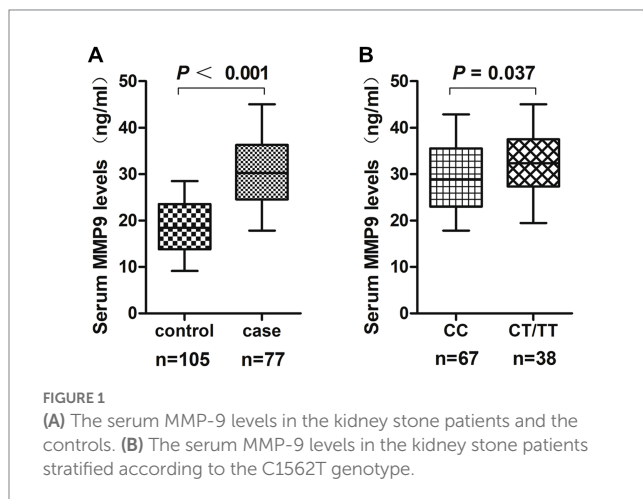 A
P < 0.001
Serum MMP9 levels （ng/ml）
50
40
30
20
10
0
control
case
n=105
n=77
B
P = 0.037
Serum MMP9 levels （ng/ml）
50
40
30
20
10
0
CC
CT/TT
n=67
n=38
FIGURE 1
(A) The serum MMP-9 levels in the kidney stone patients and the
controls. (B) The serum MMP-9 levels in the kidney stone patients
stratified according to the C1562T genotype.